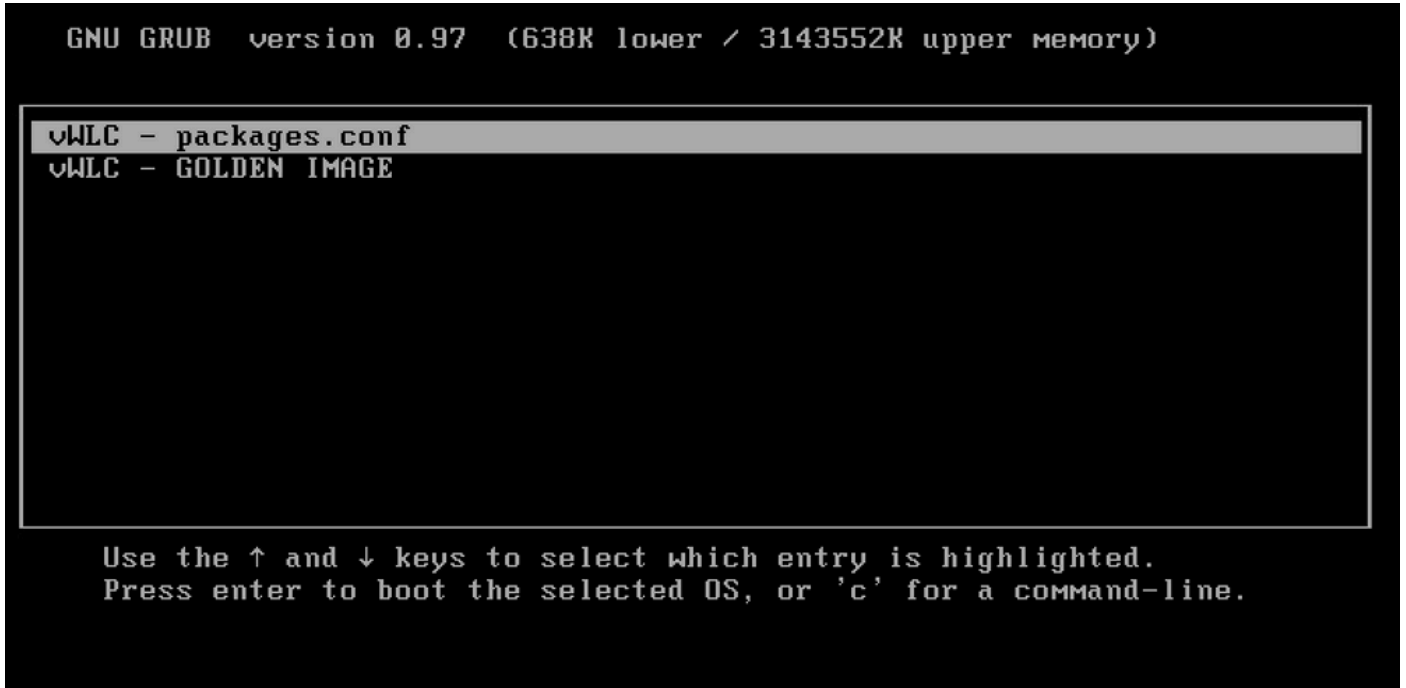 GNU GRUB  version 0.97  (638K lower / 3143552K upper memory)
vWLC - packages.conf
vWLC - GOLDEN IMAGE
Use the ↑ and ↓ keys to select which entry is highlighted.
Press enter to boot the selected OS, or 'c' for a command-line.